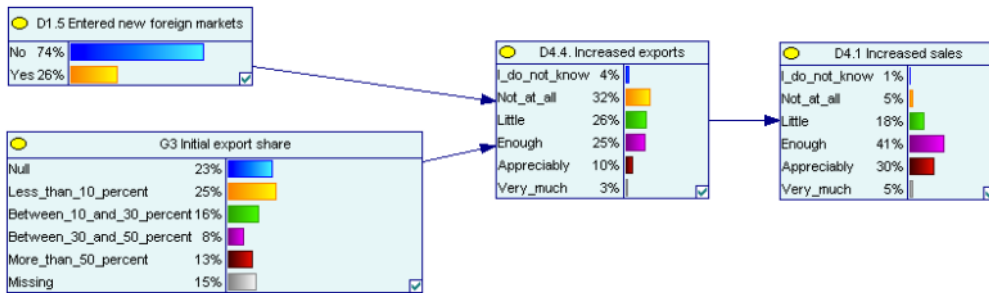 D1.5 Entered new foreign markets
No 74%
Yes 26%
G3 Initial export share
Null 23%
Less_than_10_percent 25%
Between_10_and_30_percent 16%
Between_30_and_50_percent 8%
More_than_50_percent 13%
Missing 15%
D4.4. Increased exports
I_do_not_know 4%
Not_at_all 32%
Little 26%
Enough 25%
Appreciably 10%
Very_much 3%
D4.1 Increased sales
I_do_not_know 1%
Not_at_all 5%
Little 18%
Enough 41%
Appreciably 30%
Very_much 5%